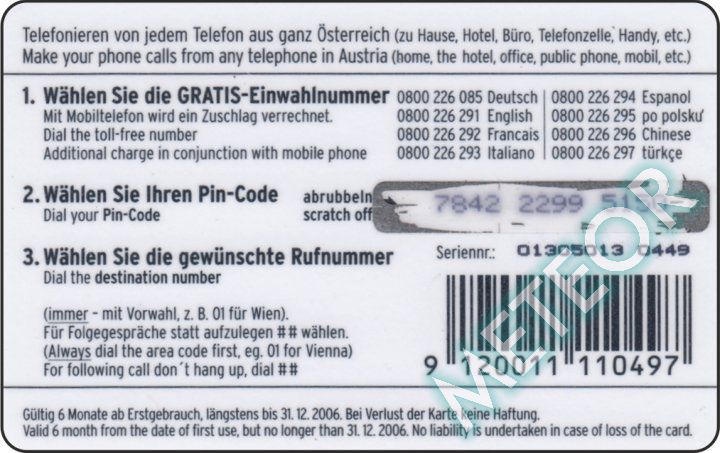 Telefonieren von jedem Telefon aus ganz Österreich (zu Hause, Hotel, Büro, Telefonzelle, Handy, etc.)
Make your phone calls from any telephone in Austria (home, the hotel, office, public phone, mobil, etc.)
1. Wählen Sie die GRATIS-Einwahlnummer
Mit Mobiltelefon wird ein Zuschlag verrechnet.
Dial the toll-free number
Additional charge in conjunction with mobile phone
0800 226 085 Deutsch
0800 226 291 English
0800 226 292 Francais
0800 226 293 Italiano
0800 226 294 Espanol
0800 226 295 po polsku
0800 226 296 Chinese
0800 226 297 türkçe
2. Wählen Sie Ihren Pin-Code
Dial your Pin-Code
abrubbeln
scratch off
7842 2299
3. Wählen Sie die gewünschte Rufnummer
Dial the destination number
Seriennr.: 01305013 0449
(immer - mit Vorwahl, z. B. 01 für Wien).
Für Folgegespräche statt aufzulegen ## wählen.
(Always dial the area code first, eg. 01 for Vienna)
For following call don´t hang up, dial ##
9 120011 110497
METEOR
Gültig 6 Monate ab Erstgebrauch, längstens bis 31. 12. 2006. Bei Verlust der Karte keine Haftung.
Valid 6 month from the date of first use, but no longer than 31. 12. 2006. No liability is undertaken in case of loss of the card.